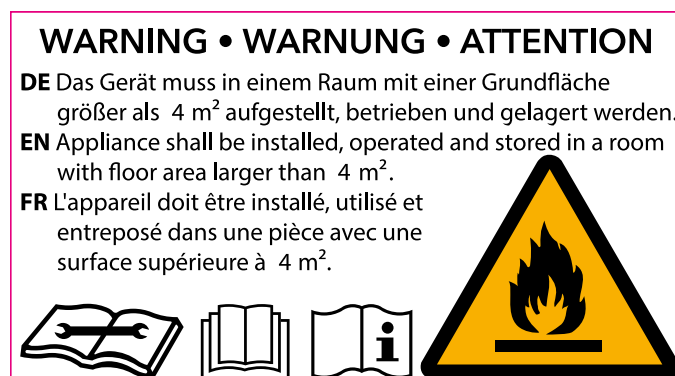 WARNING • WARNUNG • ATTENTION
DE Das Gerät muss in einem Raum mit einer Grundfläche
größer als 4 m² aufgestellt, betrieben und gelagert werden.
EN Appliance shall be installed, operated and stored in a room
with floor area larger than 4 m².
FR L'appareil doit être installé, utilisé et
entreposé dans une pièce avec une
surface supérieure à 4 m².
i